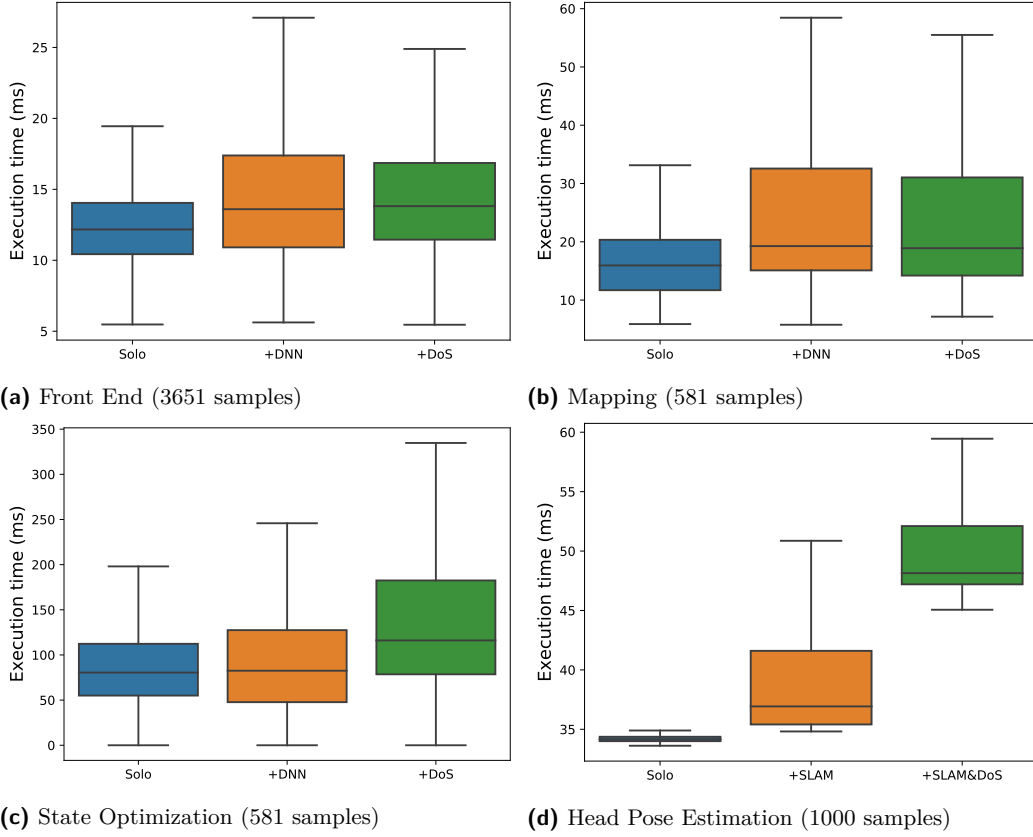 Execution time (ms)
25
20
15
10
5
Solo +DNN +DoS
(a) Front End (3651 samples)
Execution time (ms)
60
50
40
30
20
10
Solo +DNN +DoS
(b) Mapping (581 samples)
Execution time (ms)
350
300
250
200
150
100
50
0
Solo +DNN +DoS
(c) State Optimization (581 samples)
Execution time (ms)
60
55
50
45
40
35
Solo +SLAM +SLAM&DoS
(d) Head Pose Estimation (1000 samples)